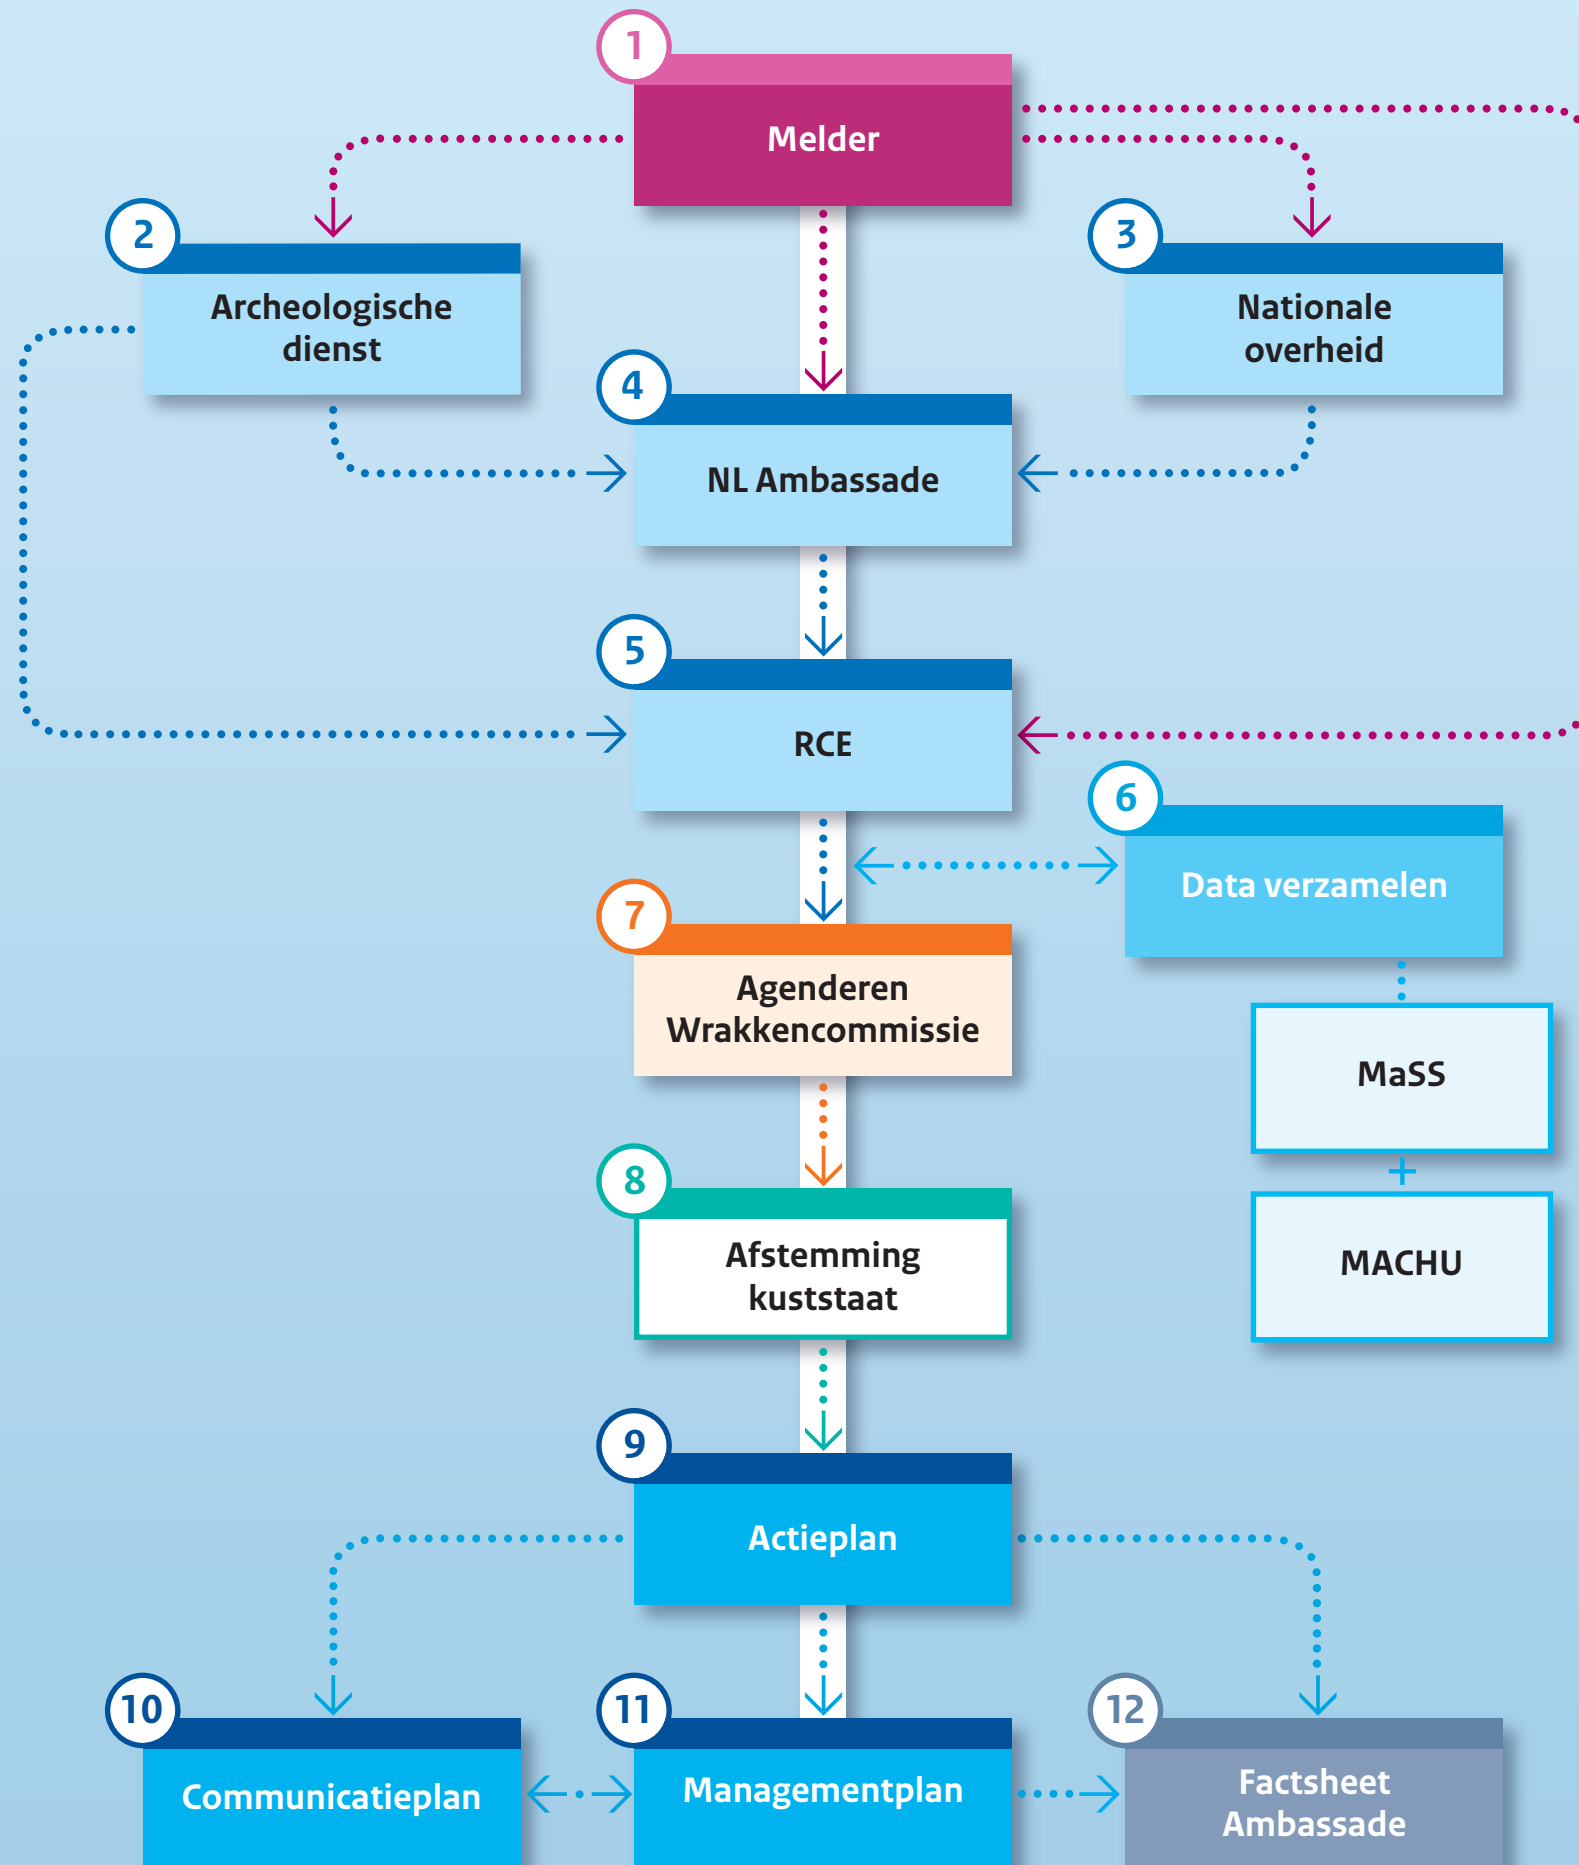 1
Melder
2
Archeologische
dienst
3
Nationale
overheid
4
NL Ambassade
5
RCE
6
Data verzamelen
7
Agenderen
Wrakkencommissie
MaSS
+
MACHU
8
Afstemming
kuststaat
9
Actieplan
10
Communicatieplan
11
Managementplan
12
Factsheet
Ambassade